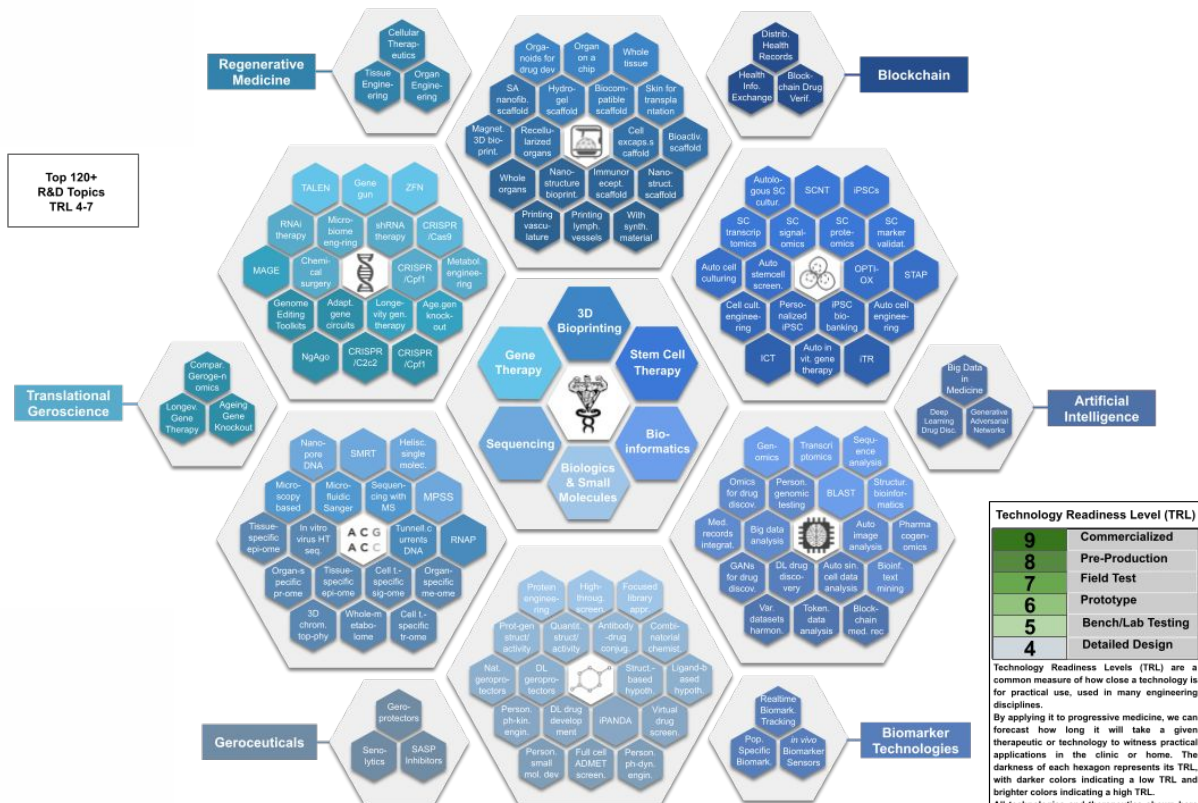 Regenerative
Medicine
Cellular
Therap-
eutics
Tissue
Engine-
ering
Organ
Engine-
ering
Orga-
noids for
drug dev
Organ
on a
chip
Whole
tissue
SA
nanofib.
scaffold
Hydro-
gel
scaffold
Biocom-
patible
scaffold
Skin for
transpla
ntation
Magnet.
3D bio-
print.
Recellu-
larized
organs
Cell
excaps.s
caffold
Bioactiv.
scaffold
Whole
organs
Nano-
structure
bioprint.
Immunor
ecept.
scaffold
Nano-
struct.
scaffold
Printing
vascu-
lature
Printing
lymph.
vessels
With
synth.
material
Distrib.
Health
Records
Health
Info.
Exchange
Block-
chain Drug
Verif.
Blockchain
Top 120+
R&D Topics
TRL 4-7
TALEN
Gene
gun
ZFN
RNAi
therapy
Micro-
biome
eng-ring
shRNA
therapy
CRISPR
/Cas9
MAGE
Chemi-
cal
surgery
CRISPR
/Cpf1
Metabol.
enginee-
ring
Genome
Editing
Toolkits
Adapt.
gene
circuits
Longe-
vity gen.
therapy
Age.gen
knock-
out
NgAgo
CRISPR
/C2c2
CRISPR
/Cpf1
Autolo-
gous SC
cultur.
SCNT
iPSCs
SC
transcrip
tomics
SC
signal-
omics
SC
prote-
omics
SC
marker
validat.
Auto cell
culturing
Auto
stemcell
screen.
OPTI-
OX
STAP
Cell cult.
enginee-
ring
Perso-
nalized
iPSC
iPSC
bio-
banking
Auto cell
enginee-
ring
ICT
Auto in
vit. gene
therapy
iTR
3D
Bioprinting
Gene
Therapy
Stem Cell
Therapy
Sequencing
Bio-
informatics
Biologics
& Small
Molecules
Translational
Geroscience
Compar.
Geroge-n
omics
Longev.
Gene
Therapy
Ageing
Gene
Knockout
Big Data
in
Medicine
Deep
Learning
Drug Disc.
Generative
Adversarial
Networks
Artificial
Intelligence
Nano-
pore
DNA
SMRT
Helisc.
single
molec.
Micros-
copy
based
Micro-
fluidic
Sanger
Sequen-
cing with
MS
MPSS
Tissue-
specific
epi-ome
In vitro
virus HT
seq.
A C G
A C C
Tunnell.c
urrents
DNA
RNAP
Organ-s
pecific
pr-ome
Tissue-
specific
epi-ome
Cell t.-
specific
sig-ome
Organ-
specific
me-ome
3D
chrom.
top-phy
Whole-m
etabo-
lome
Cell t.-
specific
tr-ome
Gen-
omics
Transcri
ptomics
Sequ-
ence
analysis
Omics
for drug
discov.
Person.
genomic
testing
BLAST
Structur.
bioinfor-
matics
Med.
records
integrat.
Big data
analysis
Auto
image
analysis
Pharma
cogen-
omics
GANs
for drug
discov.
DL drug
disco-
very
Auto sin.
cell data
analysis
Bioinf.
text
mining
Var.
datasets
harmon.
Token.
data
analysis
Block-
chain
med. rec
Protein
enginee-
ring
High-
throug.
screen.
Focused
library
appr.
Prot-gen
struct/
activity
Quantit.
struct/
activity
Antibody
-drug
conjug.
Combi-
natorial
chemist.
Nat.
geropro-
tectors
DL
geropro-
tectors
Struct.-
based
hypoth.
Ligand-b
ased
hypoth.
Person.
ph-kin.
engin.
DL drug
develop
ment
iPANDA
Virtual
drug
screen.
Person.
small
mol. dev.
Full cell
ADMET
screen.
Person.
ph-dyn.
engin.
Geroceuticals
Gero-
protectors
Seno-
lytics
SASP
Inhibitors
Realtime
Biomark.
Tracking
Pop.
Specific
Biomark.
in vivo
Biomarker
Sensors
Biomarker
Technologies
Technology Readiness Level (TRL)
9 Commercialized
8 Pre-Production
7 Field Test
6 Prototype
5 Bench/Lab Testing
4 Detailed Design
Technology Readiness Levels (TRL) are a
common measure of how close a technology is
for practical use, used in many engineering
disciplines.
By applying it to progressive medicine, we can
forecast how long it will take a given
therapeutic or technology to witness practical
applications in the clinic or home. The
darkness of each hexagon represents its TRL,
with darker colors indicating a low TRL and
brighter colors indicating a high TRL.